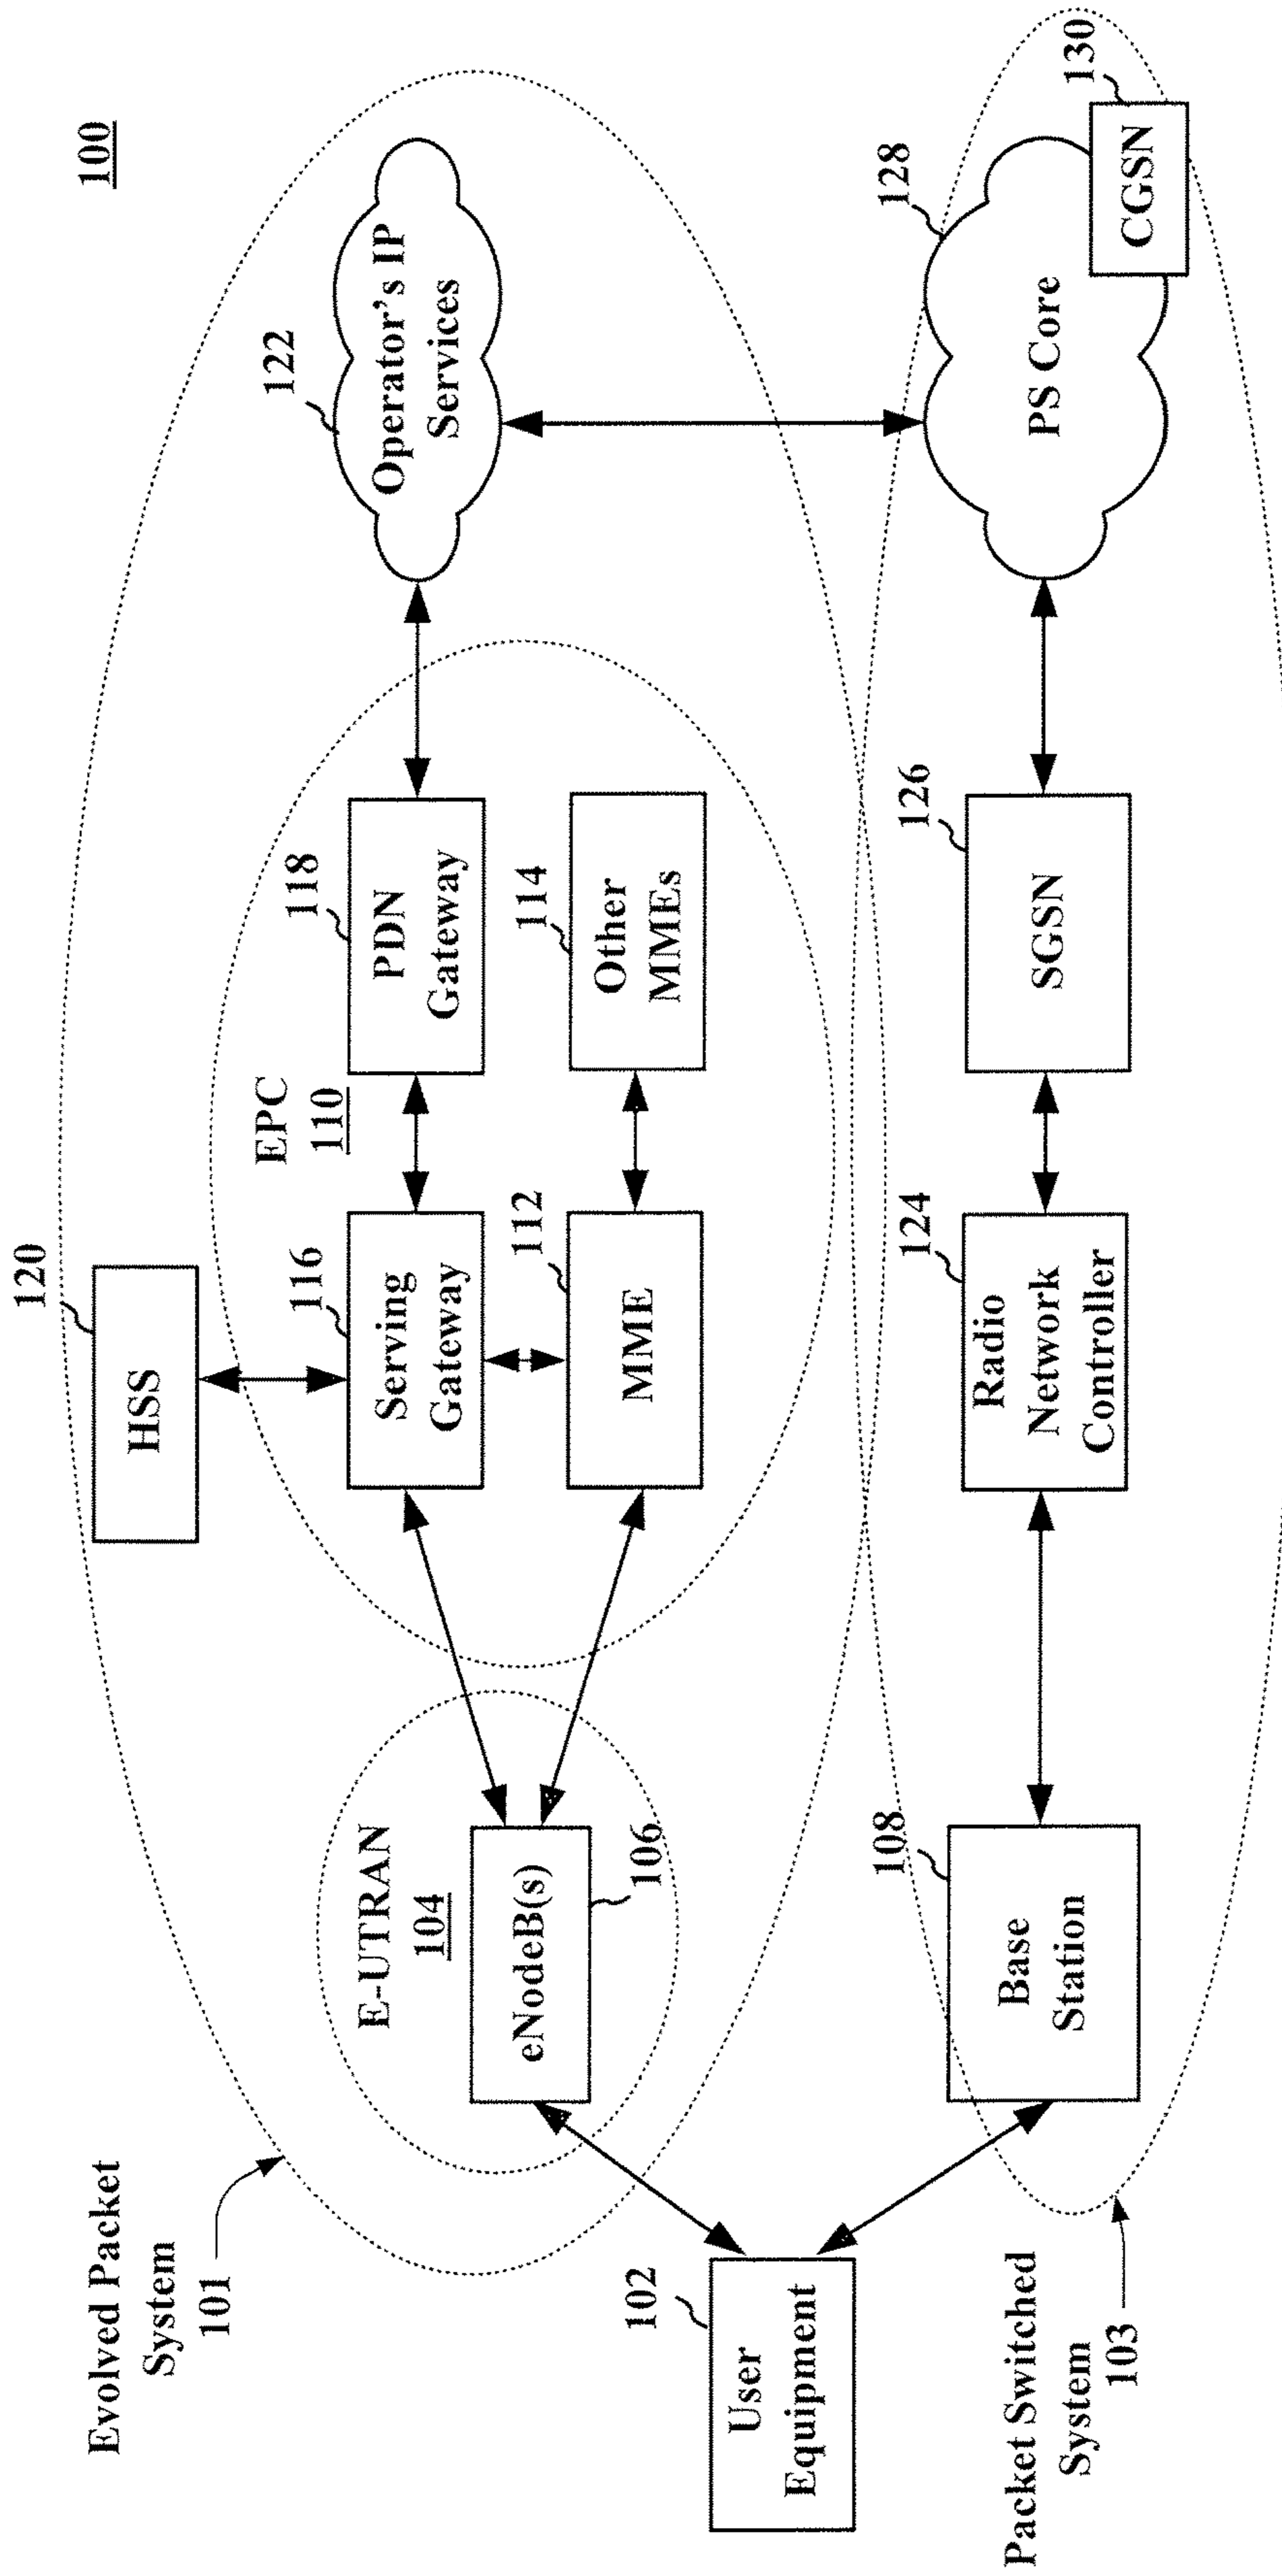 100
Evolved Packet
System
101
120
HSS
EPC
110
116
Serving
Gateway
118
PDN
Gateway
122
Operator's IP
Services
E-UTRAN
104
eNodeB(s)
106
112
MME
114
Other
MMEs
102
User
Equipment
Packet Switched
System
103
108
Base
Station
124
Radio
Network
Controller
126
SGSN
128
PS Core
CGSN
130